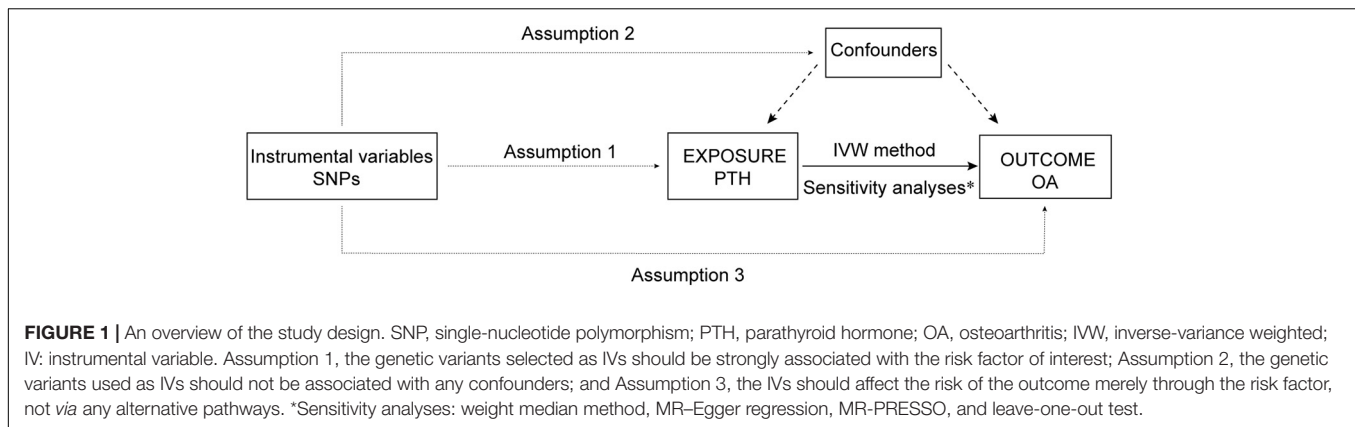 Assumption 2
Confounders
Instrumental variables
SNPs
Assumption 1
EXPOSURE
PTH
IVW method
Sensitivity analyses*
OUTCOME
OA
Assumption 3
FIGURE 1 | An overview of the study design. SNP, single-nucleotide polymorphism; PTH, parathyroid hormone; OA, osteoarthritis; IVW, inverse-variance weighted;
IV: instrumental variable. Assumption 1, the genetic variants selected as IVs should be strongly associated with the risk factor of interest; Assumption 2, the genetic
variants used as IVs should not be associated with any confounders; and Assumption 3, the IVs should affect the risk of the outcome merely through the risk factor,
not via any alternative pathways. *Sensitivity analyses: weight median method, MR–Egger regression, MR-PRESSO, and leave-one-out test.